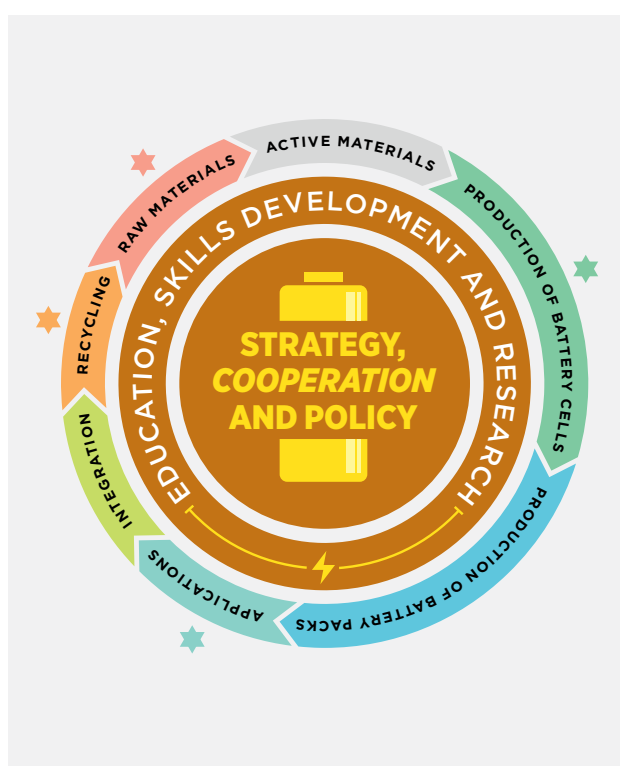 RAW MATERIALS
ACTIVE MATERIALS
PRODUCTION OF BATTERY CELLS
PRODUCTION OF BATTERY PACKS
APPLICATIONS
INTEGRATION
RECYCLING
EDUCATION, SKILLS DEVELOPMENT AND RESEARCH
STRATEGY,
COOPERATION
AND POLICY